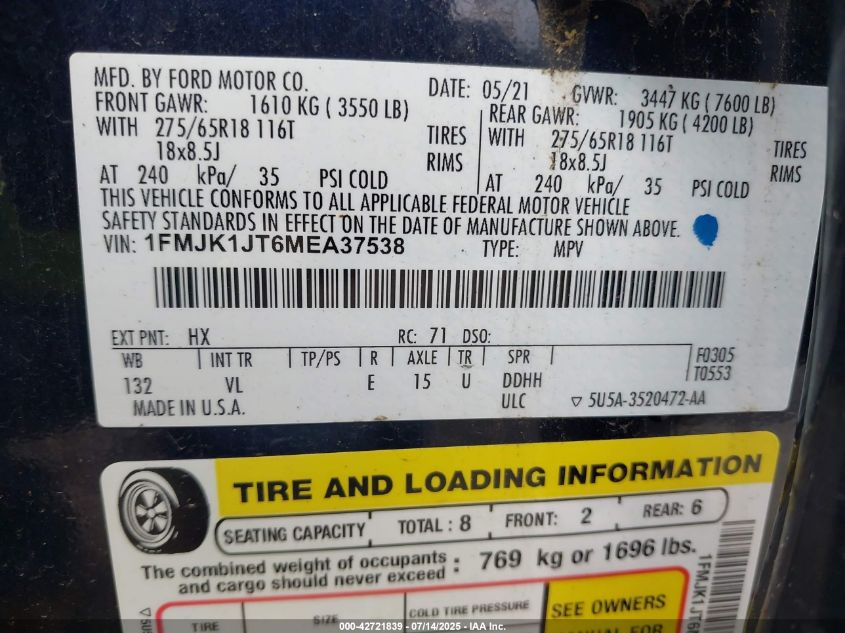 MFD. BY FORD MOTOR CO. DATE: 05/21 GVWR: 3447 KG ( 7600 LB)
FRONT GAWR: 1610 KG ( 3550 LB) REAR GAWR: 1905 KG ( 4200 LB)
WITH 275/65R18 116T TIRES WITH 275/65R18 116T TIRES
18x8.5J RIMS 18x8.5J RIMS
AT 240 kPa/ 35 PSI COLD AT 240 kPa/ 35 PSI COLD
THIS VEHICLE CONFORMS TO ALL APPLICABLE FEDERAL MOTOR VEHICLE
SAFETY STANDARDS IN EFFECT ON THE DATE OF MANUFACTURE SHOWN ABOVE.
VIN: 1FMJK1JT6MEA37538 TYPE: MPV
EXT PNT: HX RC: 71 DSO:
WB INT TR TP/PS R AXLE TR SPR F0305
T0553
132 VL E 15 U DDHH
MADE IN U.S.A. ULC ▽ 5U5A-3520472-AA
TIRE AND LOADING INFORMATION
SEATING CAPACITY TOTAL : 8 FRONT: 2 REAR: 6
The combined weight of occupants and cargo should never exceed : 769 kg or 1696 lbs.
1FMJK1JT6
TIRE SIZE COLD TIRE PRESSURE SEE OWNERS
MANUAL FOR
000-42721839 - 07/14/2025 - IAA Inc.